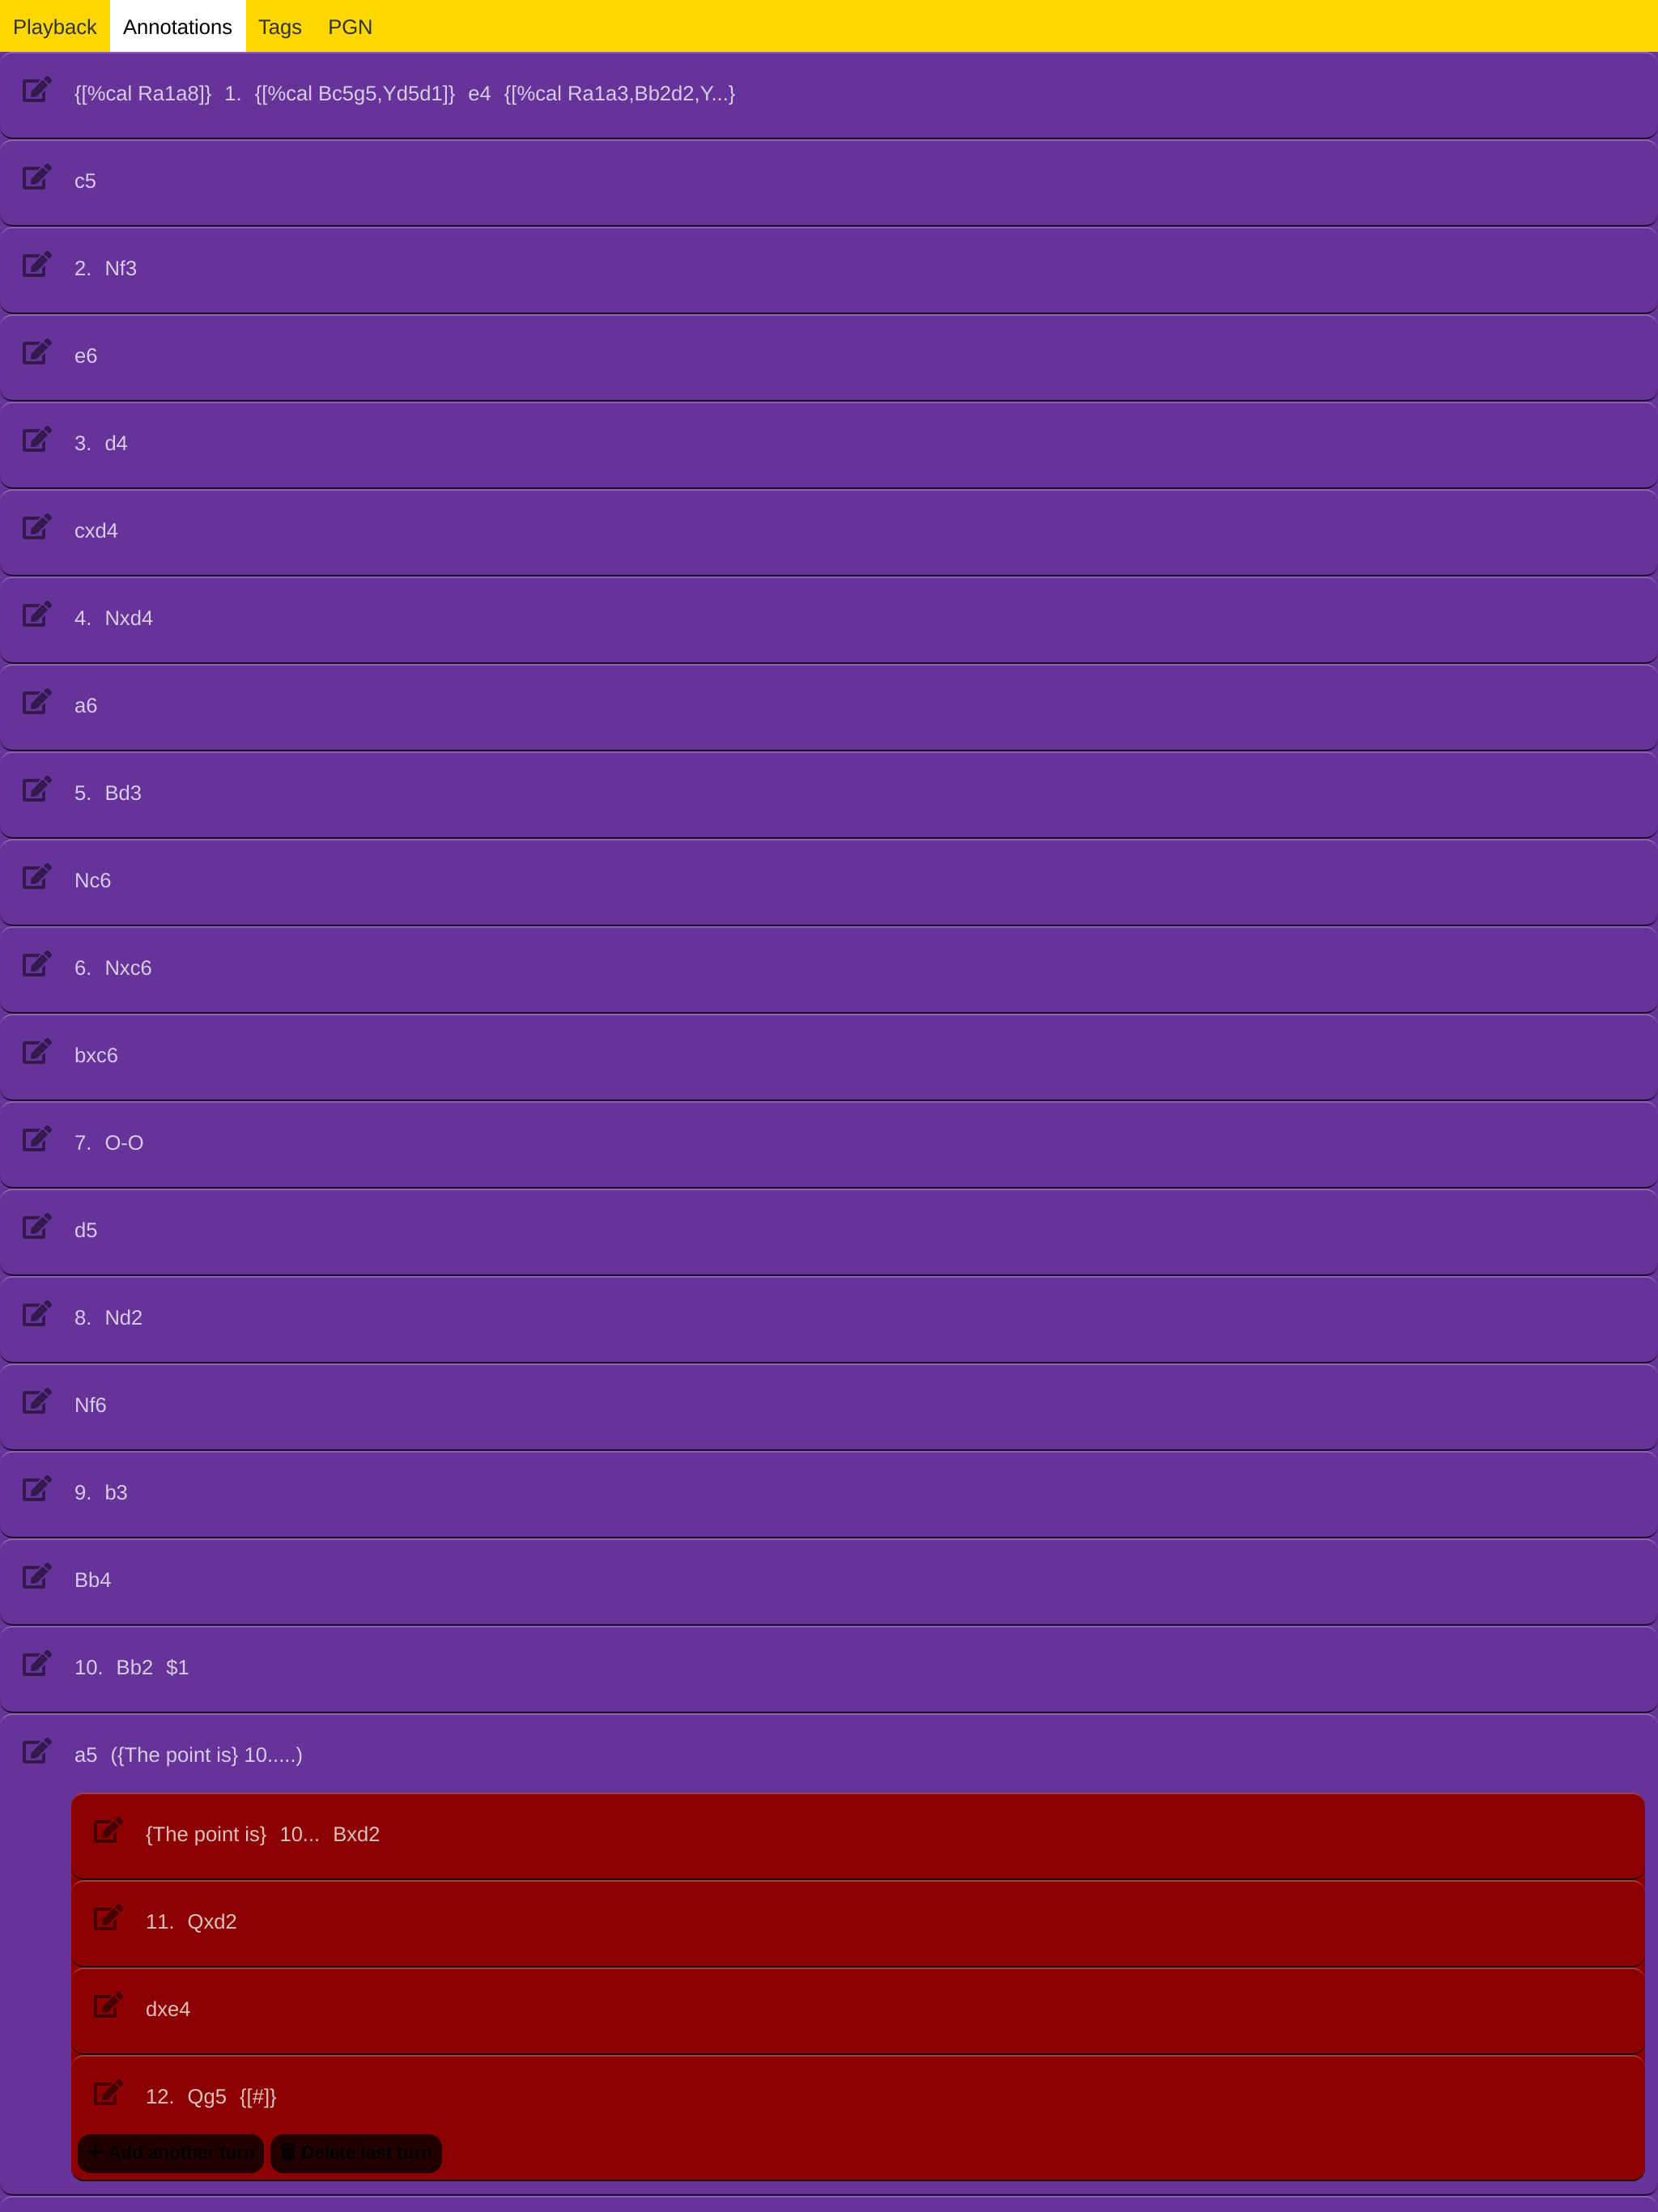 Playback Annotations Tags PGN
{[%cal Ra1a8]} 1. {[%cal Bc5g5,Yd5d1]} e4 {[%cal Ra1a3,Bb2d2,Y...}
c5
2. Nf3
e6
3. d4
cxd4
4. Nxd4
a6
5. Bd3
Nc6
6. Nxc6
bxc6
7. O-O
d5
8. Nd2
Nf6
9. b3
Bb4
10. Bb2 $1
a5 ({The point is} 10.....)
{The point is} 10... Bxd2
11. Qxd2
dxe4
12. Qg5 {[#]}
Add another turn Delete last turn